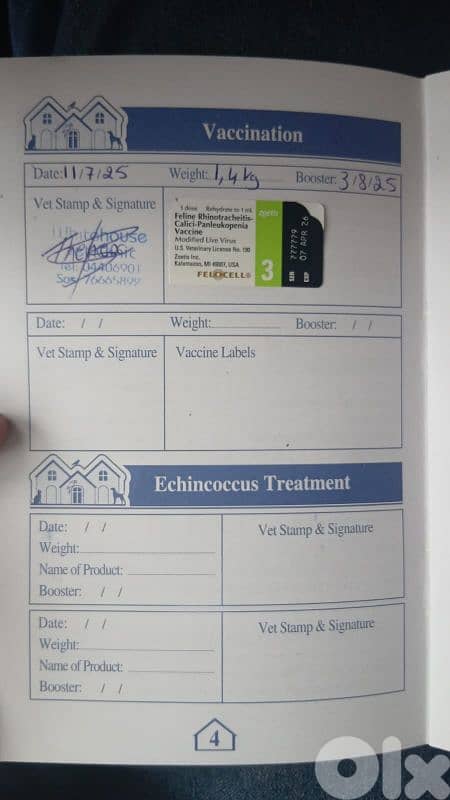 Vaccination
Date: 11/7/25 Weight: 1,4 kg Booster: 3/8/25
Vet Stamp & Signature
Tel: 04406901
Sos: 76665899
1 dose Rehydrate to 1 mL
Feline Rhinotracheitis-
Calici-Panleukopenia
Vaccine
Modified Live Virus
U.S. Veterinary License No. 190
Zoetis Inc.
Kalamazoo, MI 49007, USA
FELOCELL®
3
zoetis
SER 777779
EXP 07 APR 26
Date: / / Weight: Booster: / /
Vet Stamp & Signature
Vaccine Labels
Echincoccus Treatment
Date: / /
Weight:
Name of Product:
Booster: / /
Vet Stamp & Signature
Date: / /
Weight:
Name of Product:
Booster: / /
Vet Stamp & Signature
4
OLX